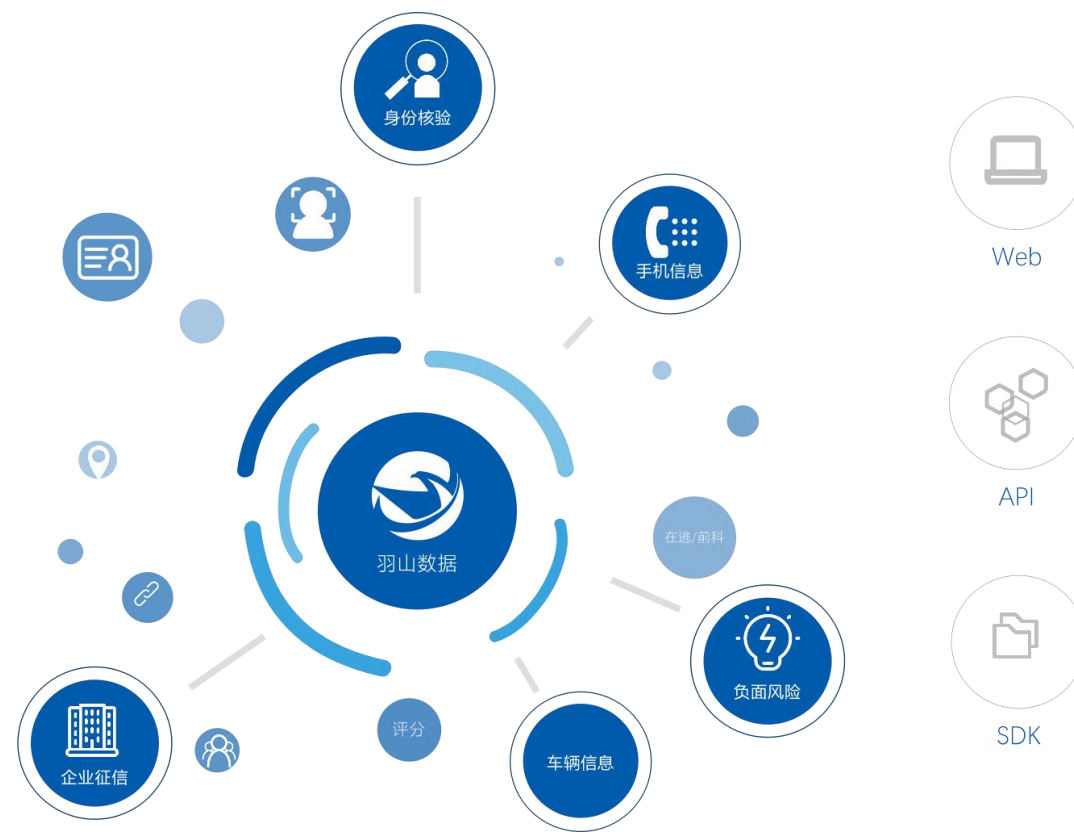 身份核验
手机信息
Web
羽山数据
API
在逃/前科
负面风险
评分
车辆信息
企业征信
SDK